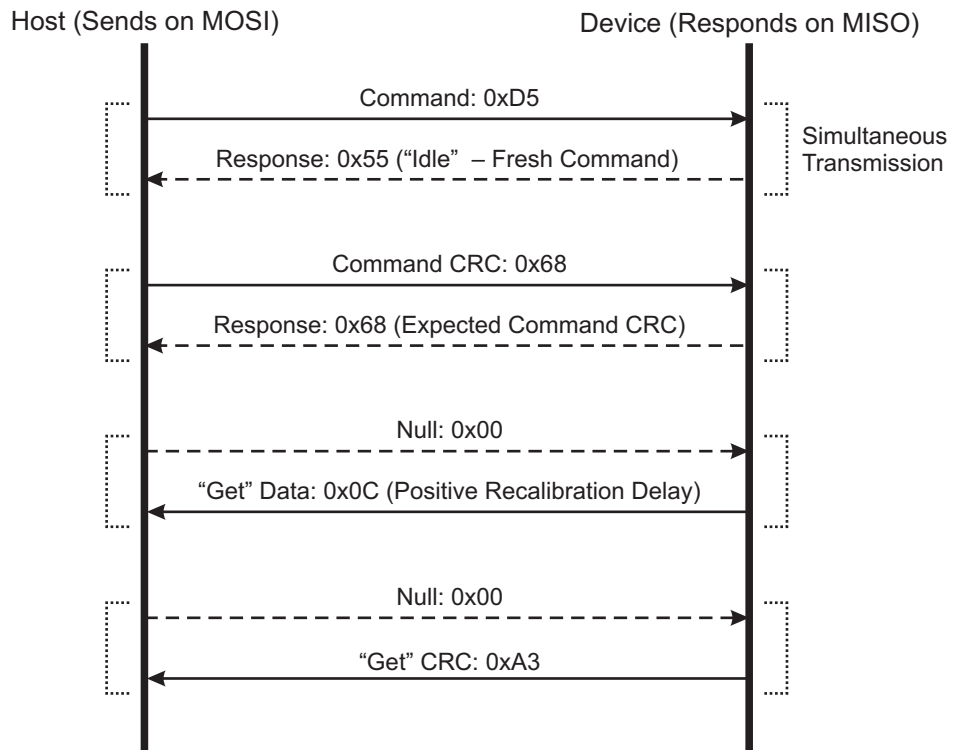 Host (Sends on MOSI)
Device (Responds on MISO)
Command: 0xD5
Response: 0x55 (“Idle” – Fresh Command)
Simultaneous
Transmission
Command CRC: 0x68
Response: 0x68 (Expected Command CRC)
Null: 0x00
“Get” Data: 0x0C (Positive Recalibration Delay)
Null: 0x00
“Get” CRC: 0xA3